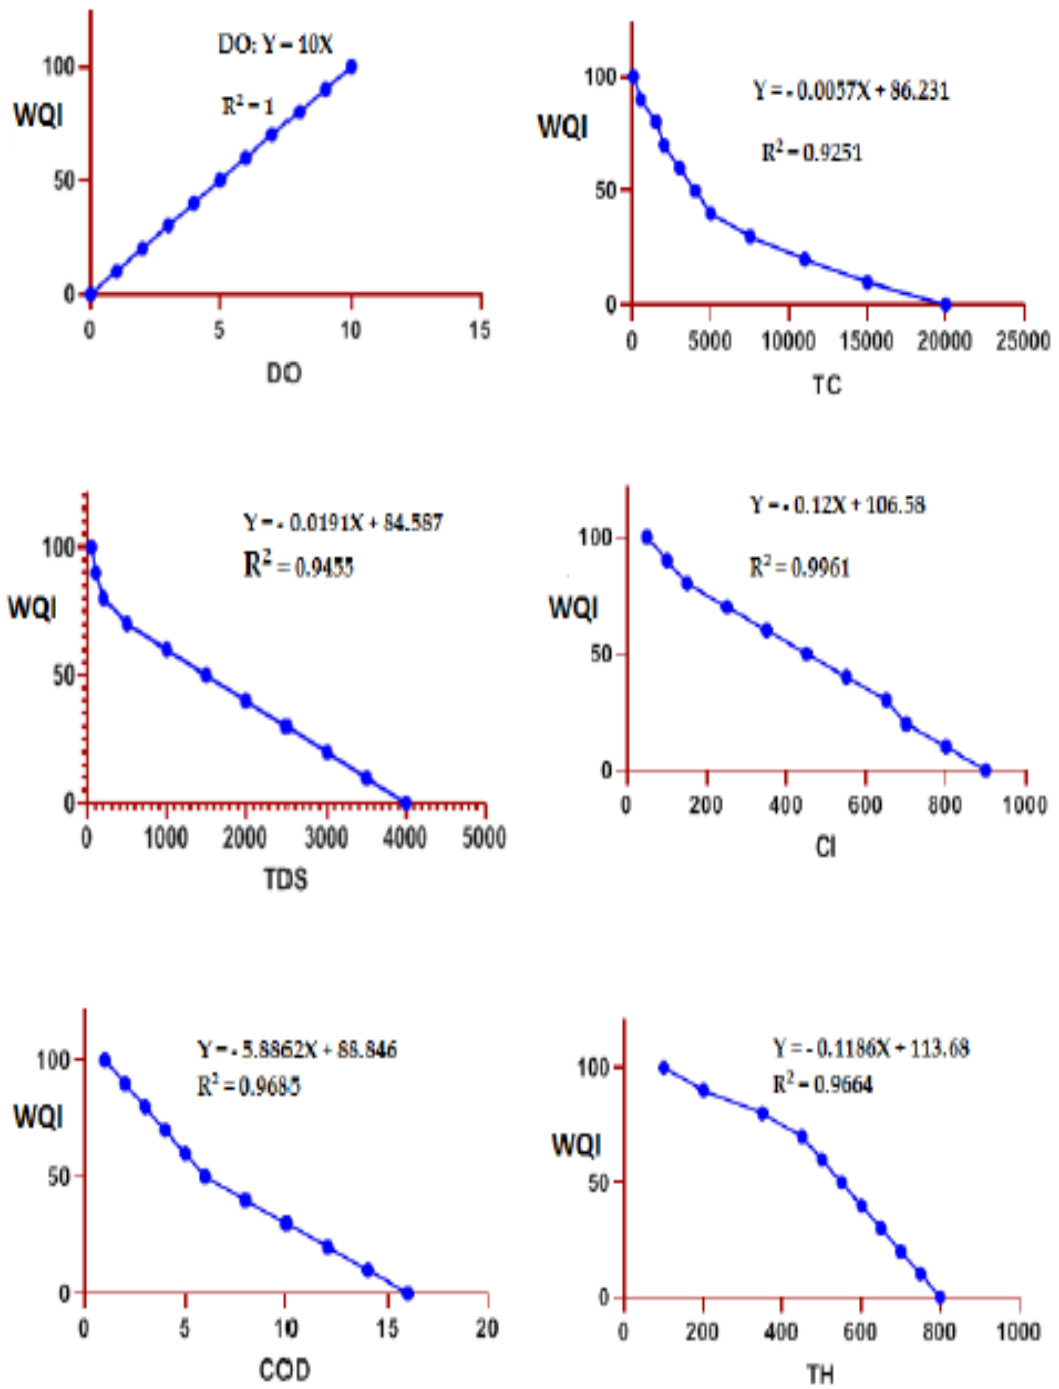 DO: Y = 10X
R² = 1
WQI
100
50
0
0 5 10 15
DO
Y = - 0.0057X + 86.231
R² = 0.9251
WQI
100
50
0
0 5000 10000 15000 20000 25000
TC
Y = - 0.0191X + 84.587
R² = 0.9455
WQI
100
50
0
0 1000 2000 3000 4000 5000
TDS
Y = - 0.12X + 106.58
R² = 0.9961
WQI
100
50
0
0 200 400 600 800 1000
Cl
Y = - 5.8862X + 88.846
R² = 0.9685
WQI
100
50
0
0 5 10 15 20
COD
Y = -0.1186X + 113.68
R² = 0.9664
WQI
100
50
0
0 200 400 600 800 1000
TH